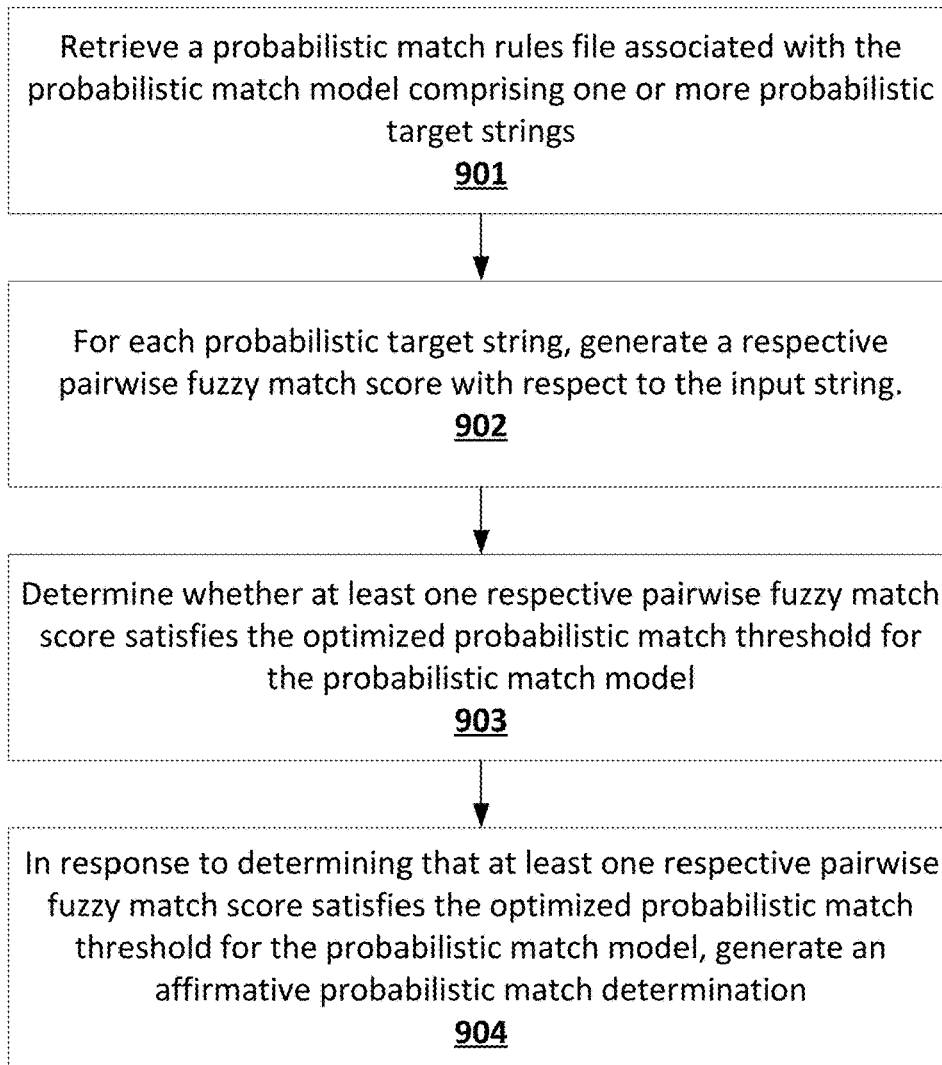 Retrieve a probabilistic match rules file associated with the
probabilistic match model comprising one or more probabilistic
target strings
901
For each probabilistic target string, generate a respective
pairwise fuzzy match score with respect to the input string.
902
Determine whether at least one respective pairwise fuzzy match
score satisfies the optimized probabilistic match threshold for
the probabilistic match model
903
In response to determining that at least one respective pairwise
fuzzy match score satisfies the optimized probabilistic match
threshold for the probabilistic match model, generate an
affirmative probabilistic match determination
904